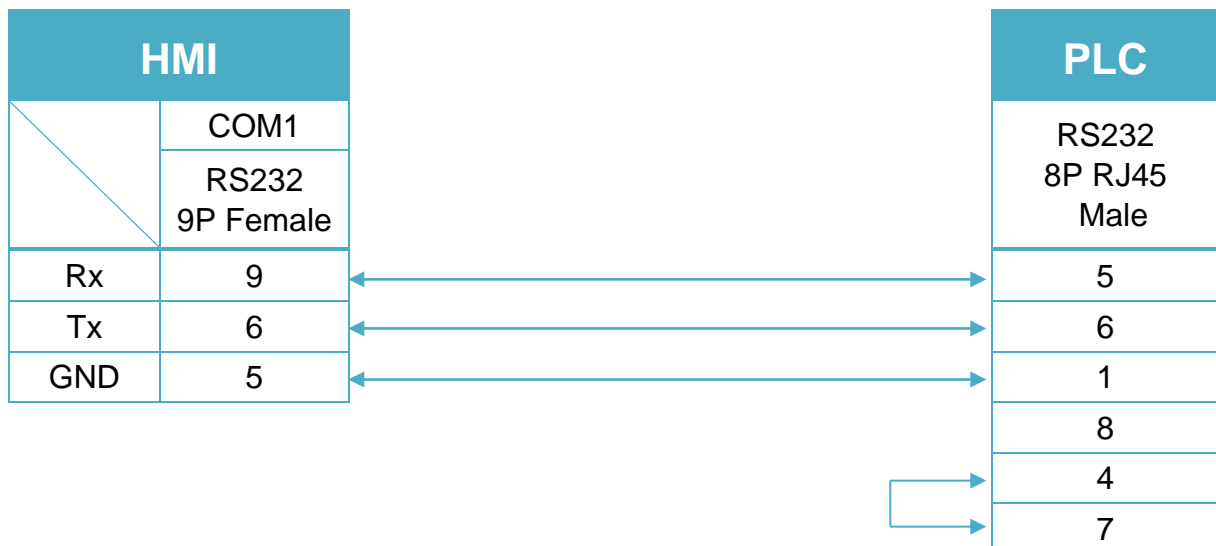 HMI
PLC
COM1
RS232
9P Female
RS232
8P RJ45
Male
Rx 9 5
Tx 6 6
GND 5 1
8
4
7